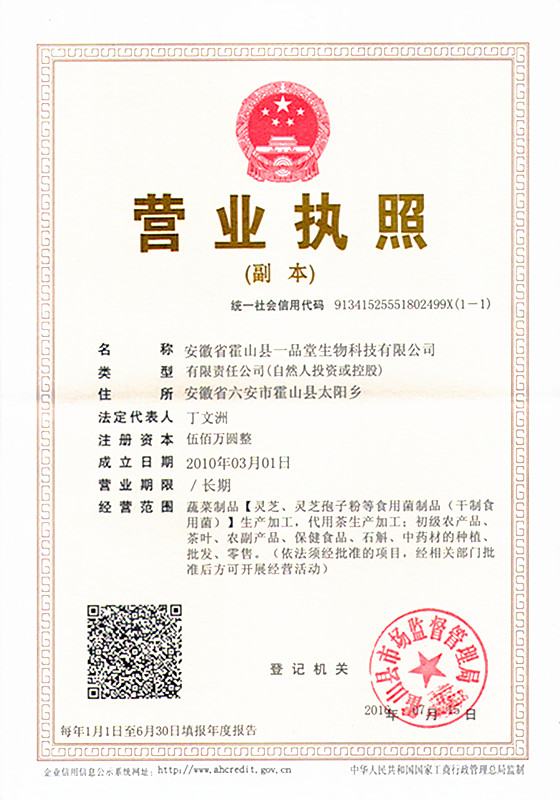 营业执照
(副 本)
统一社会信用代码 91341525551802499X(1-1)
名称 安徽省霍山县一品堂生物科技有限公司
类型 有限责任公司(自然人投资或控股)
住所 安徽省六安市霍山县太阳乡
法定代表人 丁文洲
注册资本 伍佰万圆整
成立日期 2010年03月01日
营业期限 /长期
经营范围 蔬菜制品【灵芝、灵芝孢子粉等食用菌制品(干制食
用菌)】生产加工，代用茶生产加工；初级农产品、
茶叶、农副产品、保健食品、石斛、中药材的种植、
批发、零售。（依法须经批准的项目，经相关部门批
准后方可开展经营活动）
登记机关
霍山县市场监督管理局
年 月 日
每年1月1日至6月30日填报年度报告
企业信用信息公示系统网址：http://www.ahcredit.gov.cn
中华人民共和国国家工商行政管理总局监制